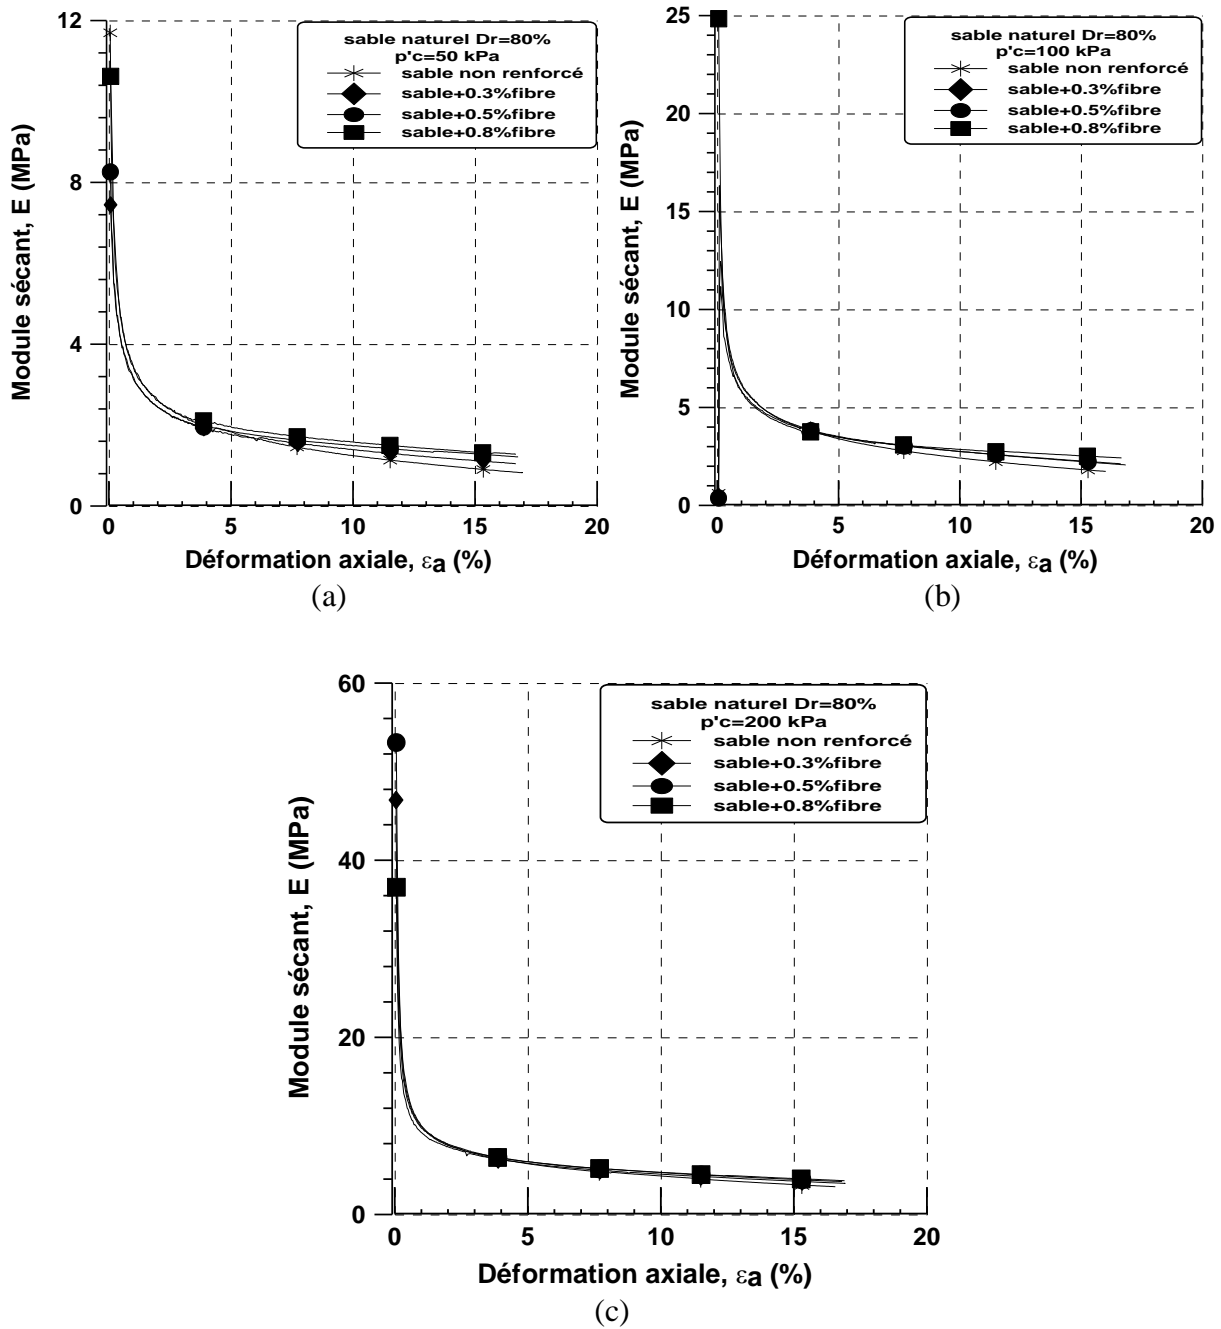 12
8
4
0
Module sécant, E (MPa)
sable naturel Dr=80%
p'c=50 kPa
sable non renforcé
sable+0.3%fibre
sable+0.5%fibre
sable+0.8%fibre
0 5 10 15 20
Déformation axiale, εa (%)
(a)
25
20
15
10
5
0
Module sécant, E (MPa)
sable naturel Dr=80%
p'c=100 kPa
sable non renforcé
sable+0.3%fibre
sable+0.5%fibre
sable+0.8%fibre
0 5 10 15 20
Déformation axiale, εa (%)
(b)
60
40
20
0
Module sécant, E (MPa)
sable naturel Dr=80%
p'c=200 kPa
sable non renforcé
sable+0.3%fibre
sable+0.5%fibre
sable+0.8%fibre
0 5 10 15 20
Déformation axiale, εa (%)
(c)